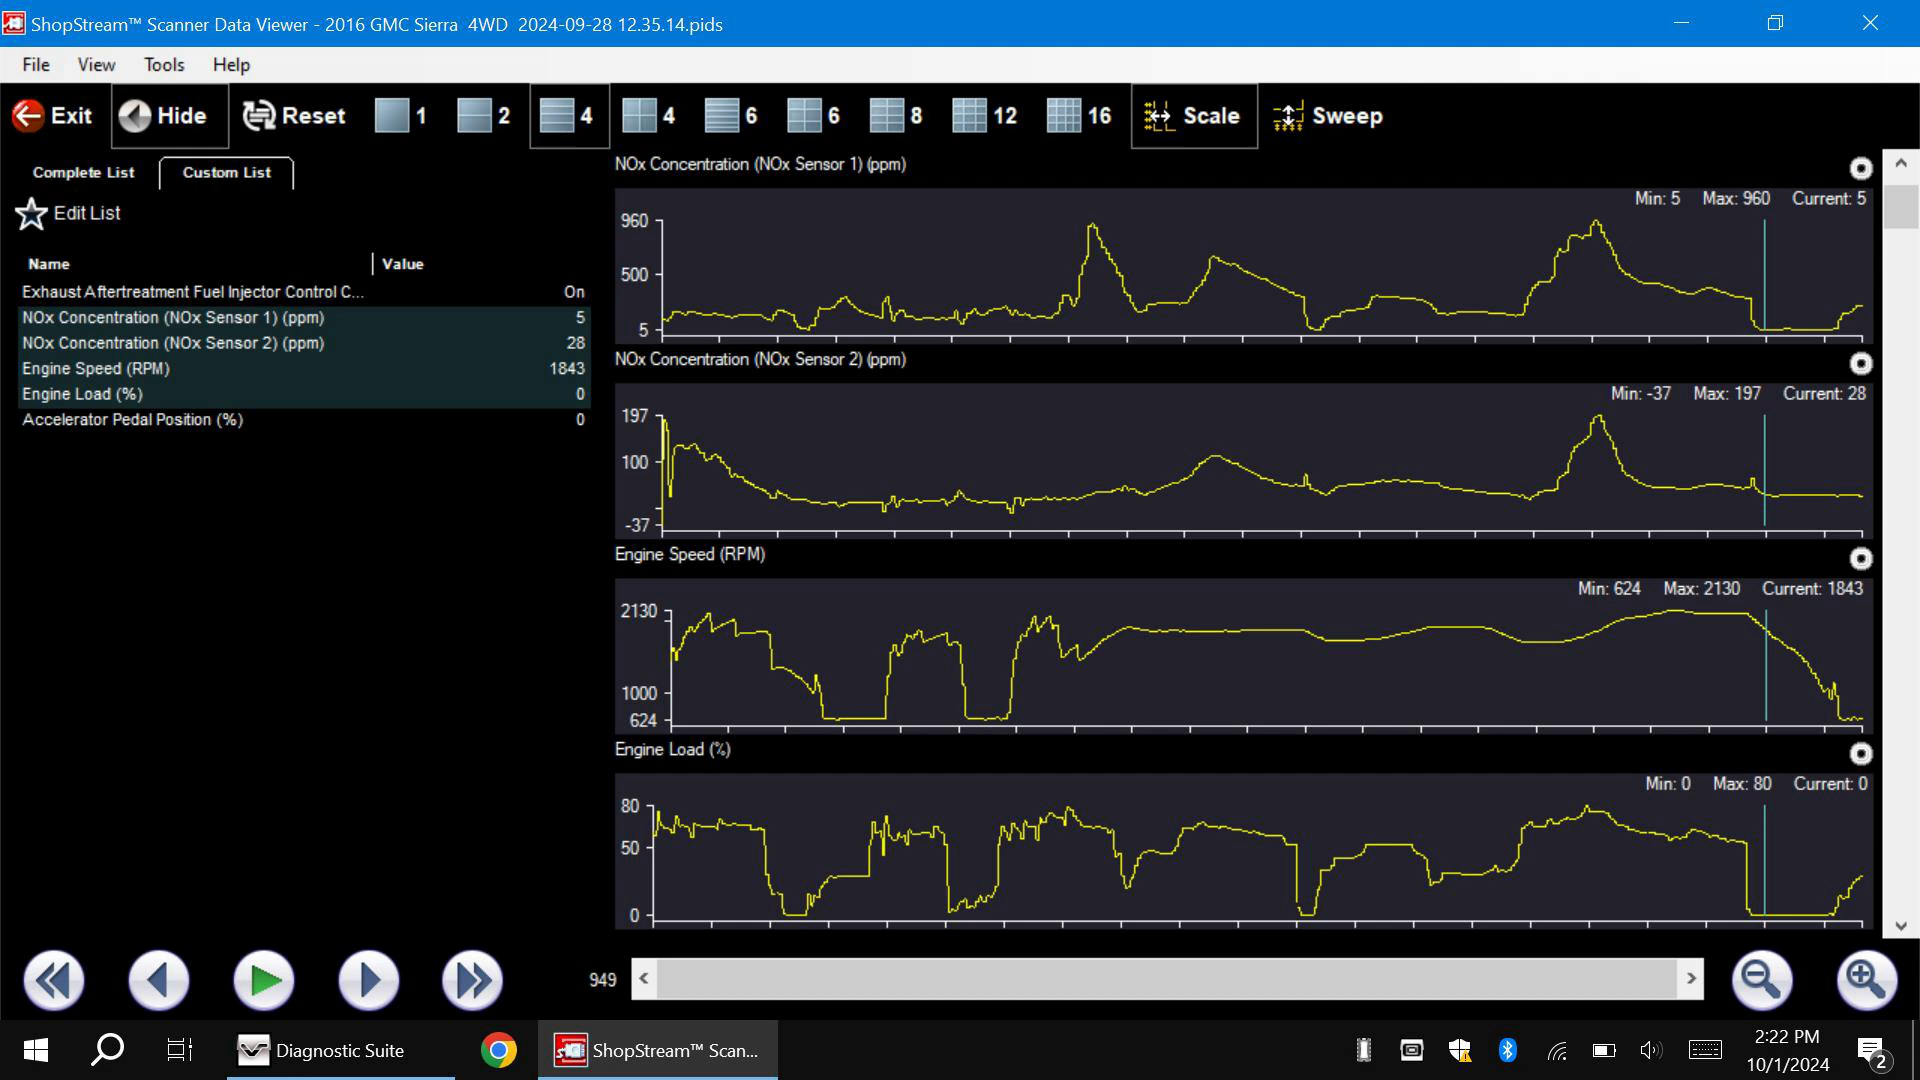 ShopStream™ Scanner Data Viewer - 2016 GMC Sierra 4WD 2024-09-28 12.35.14.pids
File View Tools Help
Exit Hide Reset 1 2 4 4 6 6 8 12 16 Scale Sweep
Complete List Custom List
Edit List
Name Value
Exhaust Aftertreatment Fuel Injector Control C... On
NOx Concentration (NOx Sensor 1) (ppm) 5
NOx Concentration (NOx Sensor 2) (ppm) 28
Engine Speed (RPM) 1843
Engine Load (%) 0
Accelerator Pedal Position (%) 0
NOx Concentration (NOx Sensor 1) (ppm)
Min: 5 Max: 960 Current: 5
960
500
5
NOx Concentration (NOx Sensor 2) (ppm)
Min: -37 Max: 197 Current: 28
197
100
-37
Engine Speed (RPM)
Min: 624 Max: 2130 Current: 1843
2130
1000
624
Engine Load (%)
Min: 0 Max: 80 Current: 0
80
50
0
949
Diagnostic Suite ShopStream™ Scan...
2:22 PM
10/1/2024
2